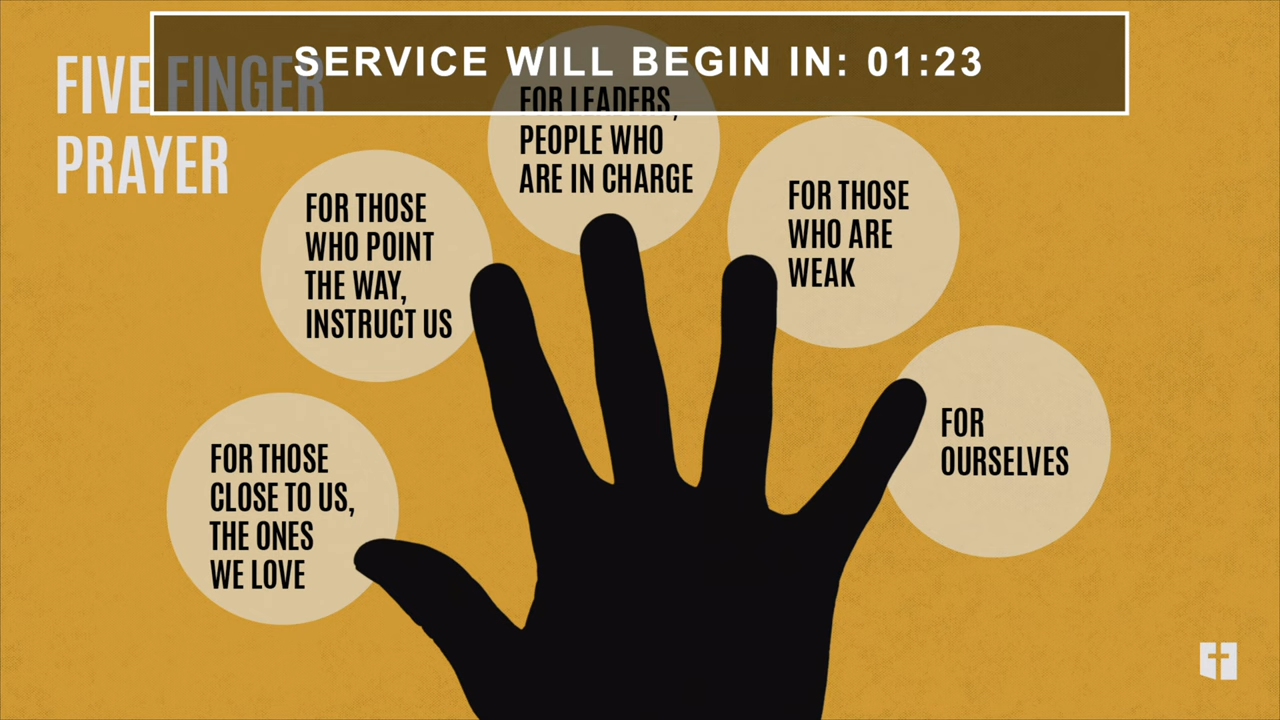 SERVICE WILL BEGIN IN: 01:23
FIVE FINGER
PRAYER
FOR LEADERS,
PEOPLE WHO
ARE IN CHARGE
FOR THOSE
WHO POINT
THE WAY,
INSTRUCT US
FOR THOSE
WHO ARE
WEAK
FOR THOSE
CLOSE TO US,
THE ONES
WE LOVE
FOR
OURSELVES